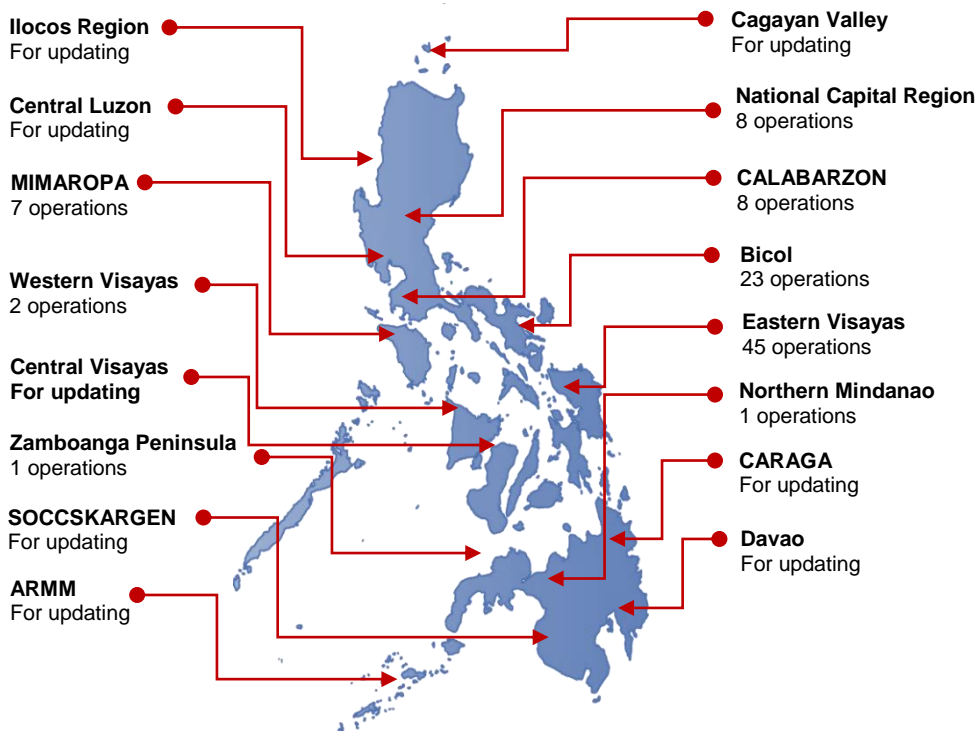 Ilocos Region
For updating
Central Luzon
For updating
MIMAROPA
7 operations
Western Visayas
2 operations
Central Visayas
For updating
Zamboanga Peninsula
1 operations
SOCCSKARGEN
For updating
ARMM
For updating
Cagayan Valley
For updating
National Capital Region
8 operations
CALABARZON
8 operations
Bicol
23 operations
Eastern Visayas
45 operations
Northern Mindanao
1 operations
CARAGA
For updating
Davao
For updating